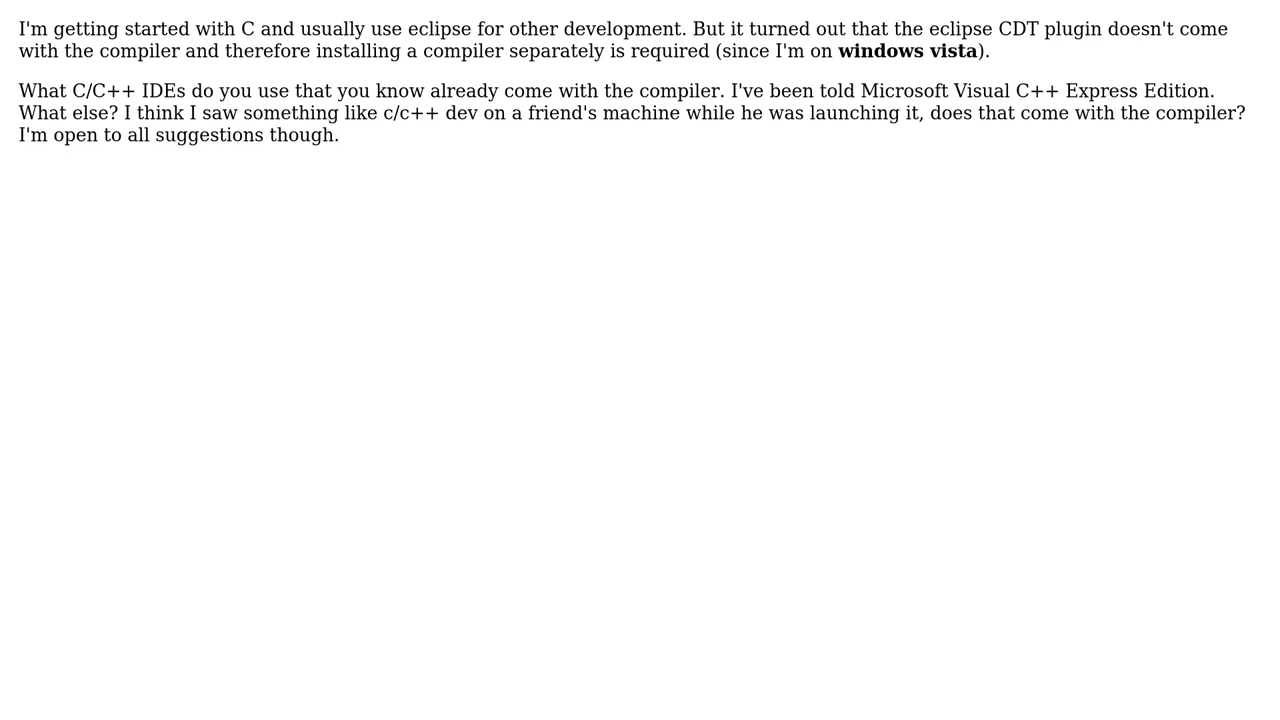 I'm getting started with C and usually use eclipse for other development. But it turned out that the eclipse CDT plugin doesn't come
with the compiler and therefore installing a compiler separately is required (since I'm on windows vista).
What C/C++ IDEs do you use that you know already come with the compiler. I've been told Microsoft Visual C++ Express Edition.
What else? I think I saw something like c/c++ dev on a friend's machine while he was launching it, does that come with the compiler?
I'm open to all suggestions though.